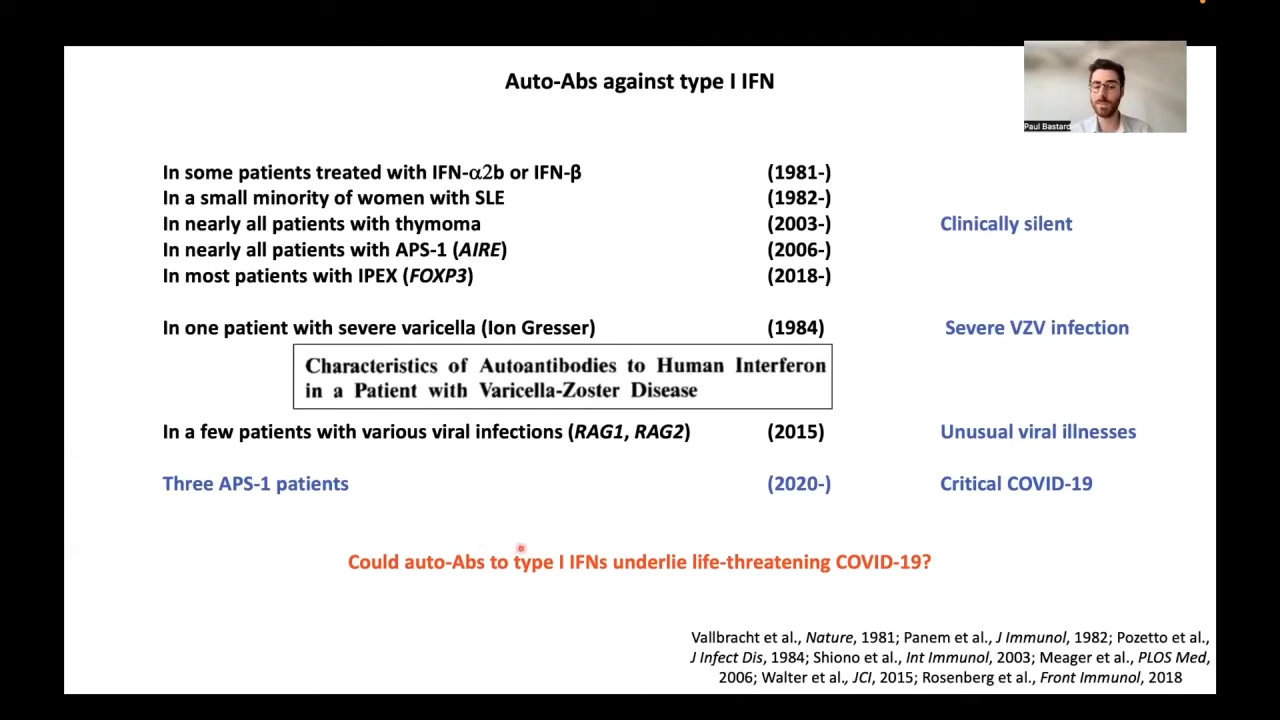 Auto-Abs against type I IFN
Paul Bastard
In some patients treated with IFN-α2b or IFN-β (1981-)
In a small minority of women with SLE (1982-)
In nearly all patients with thymoma (2003-) Clinically silent
In nearly all patients with APS-1 (AIRE) (2006-)
In most patients with IPEX (FOXP3) (2018-)
In one patient with severe varicella (Ion Gresser) (1984) Severe VZV infection
Characteristics of Autoantibodies to Human Interferon
in a Patient with Varicella-Zoster Disease
In a few patients with various viral infections (RAG1, RAG2) (2015) Unusual viral illnesses
Three APS-1 patients (2020-) Critical COVID-19
Could auto-Abs to type I IFNs underlie life-threatening COVID-19?
Vallbracht et al., Nature, 1981; Panem et al., J Immunol, 1982; Pozetto et al.,
J Infect Dis, 1984; Shiono et al., Int Immunol, 2003; Meager et al., PLOS Med,
2006; Walter et al., JCI, 2015; Rosenberg et al., Front Immunol, 2018